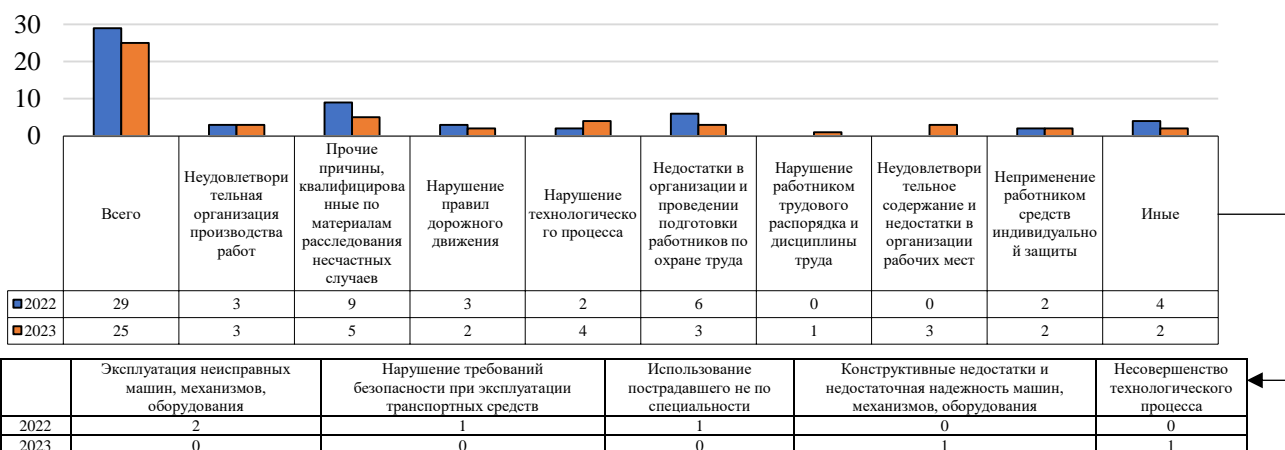 30
20
10
0
Всего
Неудовлетвори
тельная
организация
производства
работ
Прочие
причины,
квалифицирова
нные по
материалам
расследования
несчастных
случаев
Нарушение
правил
дорожного
движения
Нарушение
технологическо
го процесса
Недостатки в
организации и
проведении
подготовки
работников по
охране труда
Нарушение
работником
трудового
распорядка и
дисциплины
труда
Неудовлетвори
тельное
содержание и
недостатки в
организации
рабочих мест
Неприменение
работником
средств
индивидуально
й защиты
Иные
2022 29 3 9 3 2 6 0 0 2 4
2023 25 3 5 2 4 3 1 3 2 2
Эксплуатация неисправных
машин, механизмов,
оборудования
Нарушение требований
безопасности при эксплуатации
транспортных средств
Использование
пострадавшего не по
специальности
Конструктивные недостатки и
недостаточная надежность машин,
механизмов, оборудования
Несовершенство
технологического
процесса
2022 2 1 1 0 0
2023 0 0 0 1 1